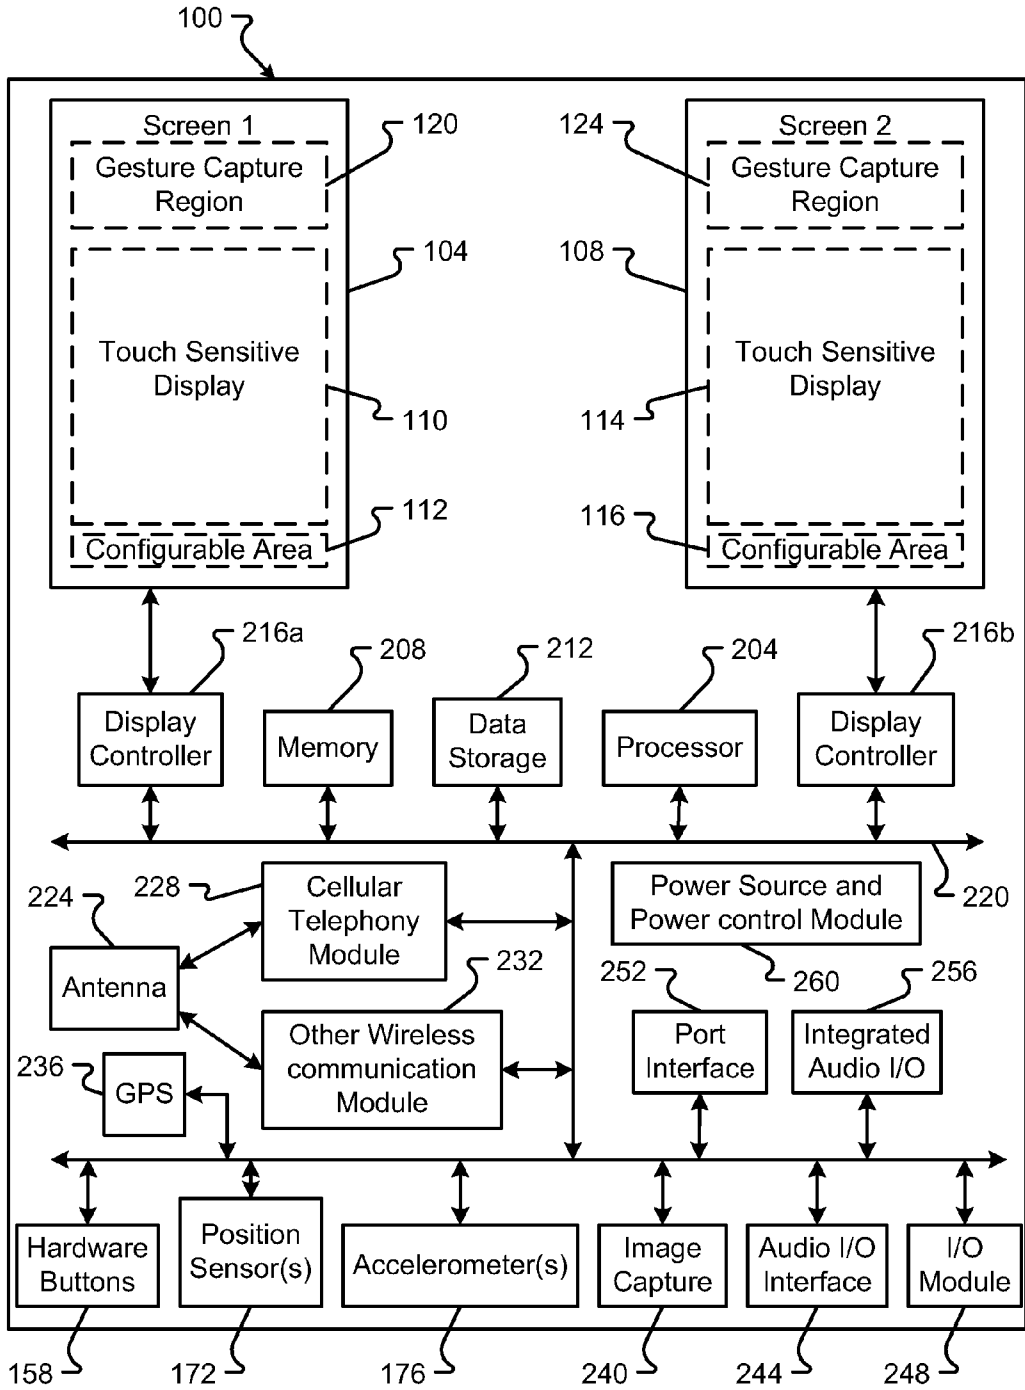 100
Screen 1
Gesture Capture
Region
120
124
Screen 2
Gesture Capture
Region
104
108
Touch Sensitive
Display
Touch Sensitive
Display
110
114
112
116
Configurable Area
Configurable Area
216a
208
212
204
216b
Display
Controller
Memory
Data
Storage
Processor
Display
Controller
228
Cellular
Telephony
Module
Power Source and
Power control Module
220
224
Antenna
232
252
260
256
Other Wireless
communication
Module
Port
Interface
Integrated
Audio I/O
236
GPS
Hardware
Buttons
Position
Sensor(s)
Accelerometer(s)
Image
Capture
Audio I/O
Interface
I/O
Module
158
172
176
240
244
248